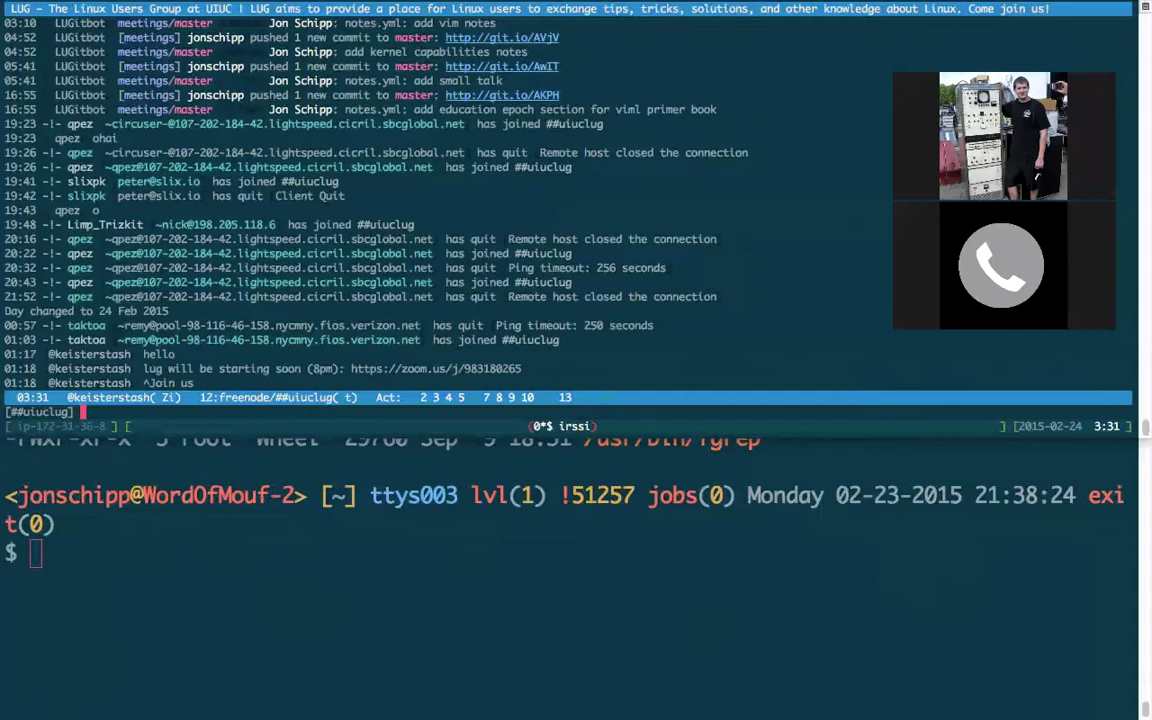 LUG - The Linux Users Group at UIUC | LUG aims to provide a place for Linux users to exchange tips, tricks, solutions, and other knowledge about Linux. Come join us!
03:10 LUGitbot meetings/master Jon Schipp: notes.yml: add vim notes
04:52 LUGitbot [meetings] jonschipp pushed 1 new commit to master: http://git.io/AVjV
04:52 LUGitbot meetings/master Jon Schipp: add kernel capabilities notes
05:41 LUGitbot [meetings] jonschipp pushed 1 new commit to master: http://git.io/AwIT
05:41 LUGitbot meetings/master Jon Schipp: notes.yml: add small talk
16:55 LUGitbot [meetings] jonschipp pushed 1 new commit to master: http://git.io/AKPH
16:55 LUGitbot meetings/master Jon Schipp: notes.yml: add education epoch section for viml primer book
19:23 -!- qpez ~circuser-@107-202-184-42.lightspeed.cicril.sbcglobal.net has joined ##uiuclug
19:23 qpez ohai
19:26 -!- qpez ~circuser-@107-202-184-42.lightspeed.cicril.sbcglobal.net has quit Remote host closed the connection
19:26 -!- qpez ~qpez@107-202-184-42.lightspeed.cicril.sbcglobal.net has joined ##uiuclug
19:41 -!- slixpk peter@slix.io has joined ##uiuclug
19:42 -!- slixpk peter@slix.io has quit Client Quit
19:43 qpez o
19:48 -!- Limp_Trizkit ~nick@198.205.118.6 has joined ##uiuclug
20:16 -!- qpez ~qpez@107-202-184-42.lightspeed.cicril.sbcglobal.net has quit Remote host closed the connection
20:22 -!- qpez ~qpez@107-202-184-42.lightspeed.cicril.sbcglobal.net has joined ##uiuclug
20:32 -!- qpez ~qpez@107-202-184-42.lightspeed.cicril.sbcglobal.net has quit Ping timeout: 256 seconds
20:43 -!- qpez ~qpez@107-202-184-42.lightspeed.cicril.sbcglobal.net has joined ##uiuclug
21:52 -!- qpez ~qpez@107-202-184-42.lightspeed.cicril.sbcglobal.net has quit Remote host closed the connection
Day changed to 24 Feb 2015
00:57 -!- taktoa ~remy@pool-98-116-46-158.nycmny.fios.verizon.net has quit Ping timeout: 250 seconds
01:03 -!- taktoa ~remy@pool-98-116-46-158.nycmny.fios.verizon.net has joined ##uiuclug
01:17 @keisterstash hello
01:18 @keisterstash lug will be starting soon (8pm): https://zoom.us/j/983180265
01:18 @keisterstash ^Join us
03:31 @keisterstash( Zi) 12:freenode/##uiuclug( t) Act: 2 3 4 5 7 8 9 10 13
[##uiuclug]
[ ip-172-31-36-8 ] [ (0*$ irssi) ] [2015-02-24 3:31 ]
-rwxr-xr-x 3 root wheel 29760 Sep 9 18:51 /usr/bin/fgrep
<jonschipp@WordOfMouf-2> [~] ttys003 lvl(1) !51257 jobs(0) Monday 02-23-2015 21:38:24 exi
t(0)
$